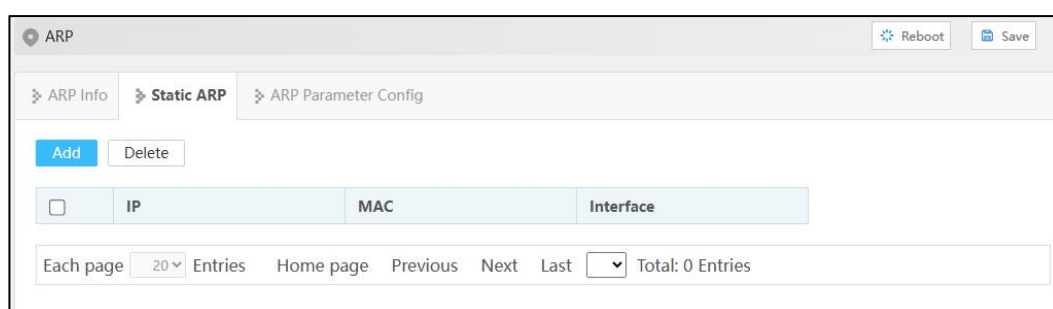 ARP Reboot Save
ARP Info Static ARP ARP Parameter Config
Add Delete
IP MAC Interface
Each page 20 Entries Home page Previous Next Last Total: 0 Entries